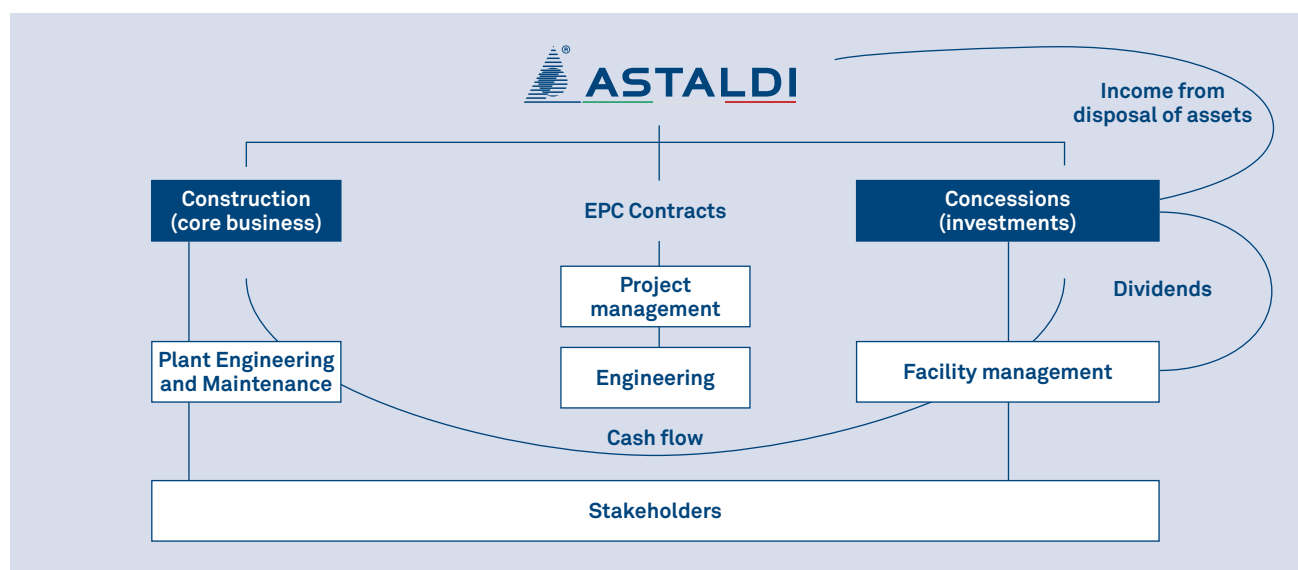 ® ASTALDI
Income from
disposal of assets
Construction
(core business)
EPC Contracts
Concessions
(investments)
Project
management
Dividends
Plant Engineering
and Maintenance
Engineering
Facility management
Cash flow
Stakeholders